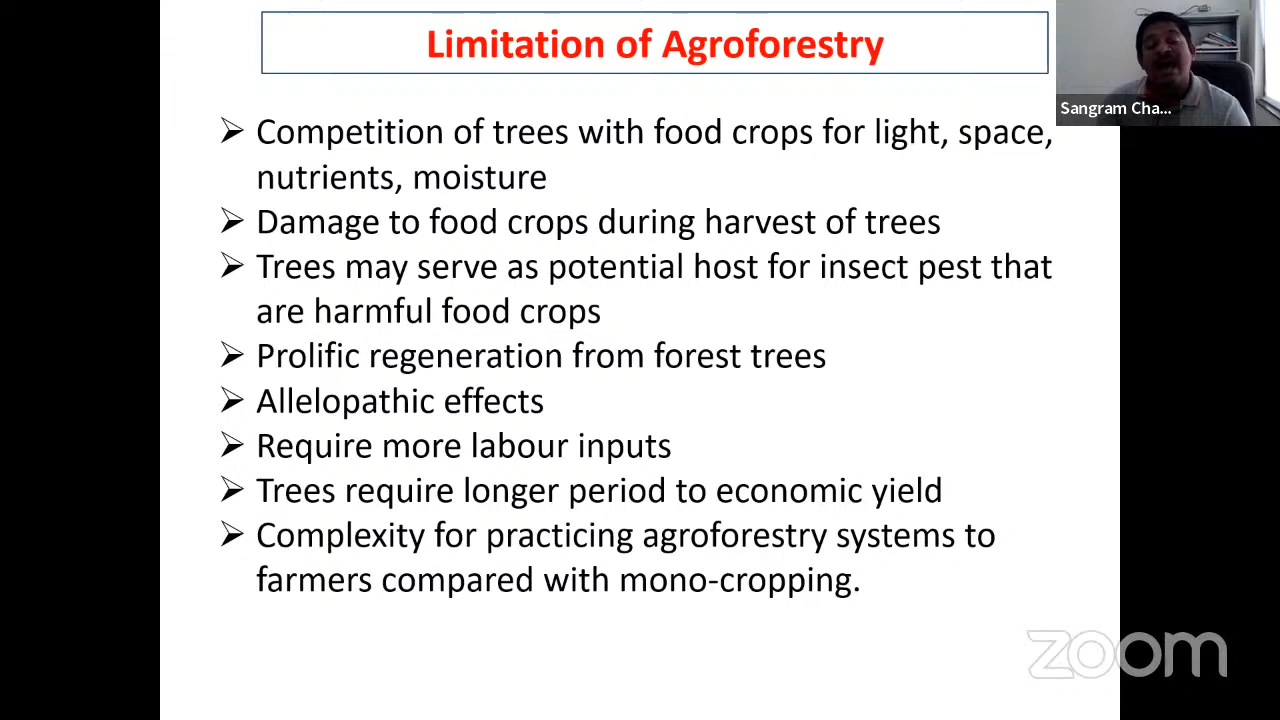 Limitation of Agroforestry
Sangram Cha...
➢ Competition of trees with food crops for light, space,
nutrients, moisture
➢ Damage to food crops during harvest of trees
➢ Trees may serve as potential host for insect pest that
are harmful food crops
➢ Prolific regeneration from forest trees
➢ Allelopathic effects
➢ Require more labour inputs
➢ Trees require longer period to economic yield
➢ Complexity for practicing agroforestry systems to
farmers compared with mono-cropping.
zoom